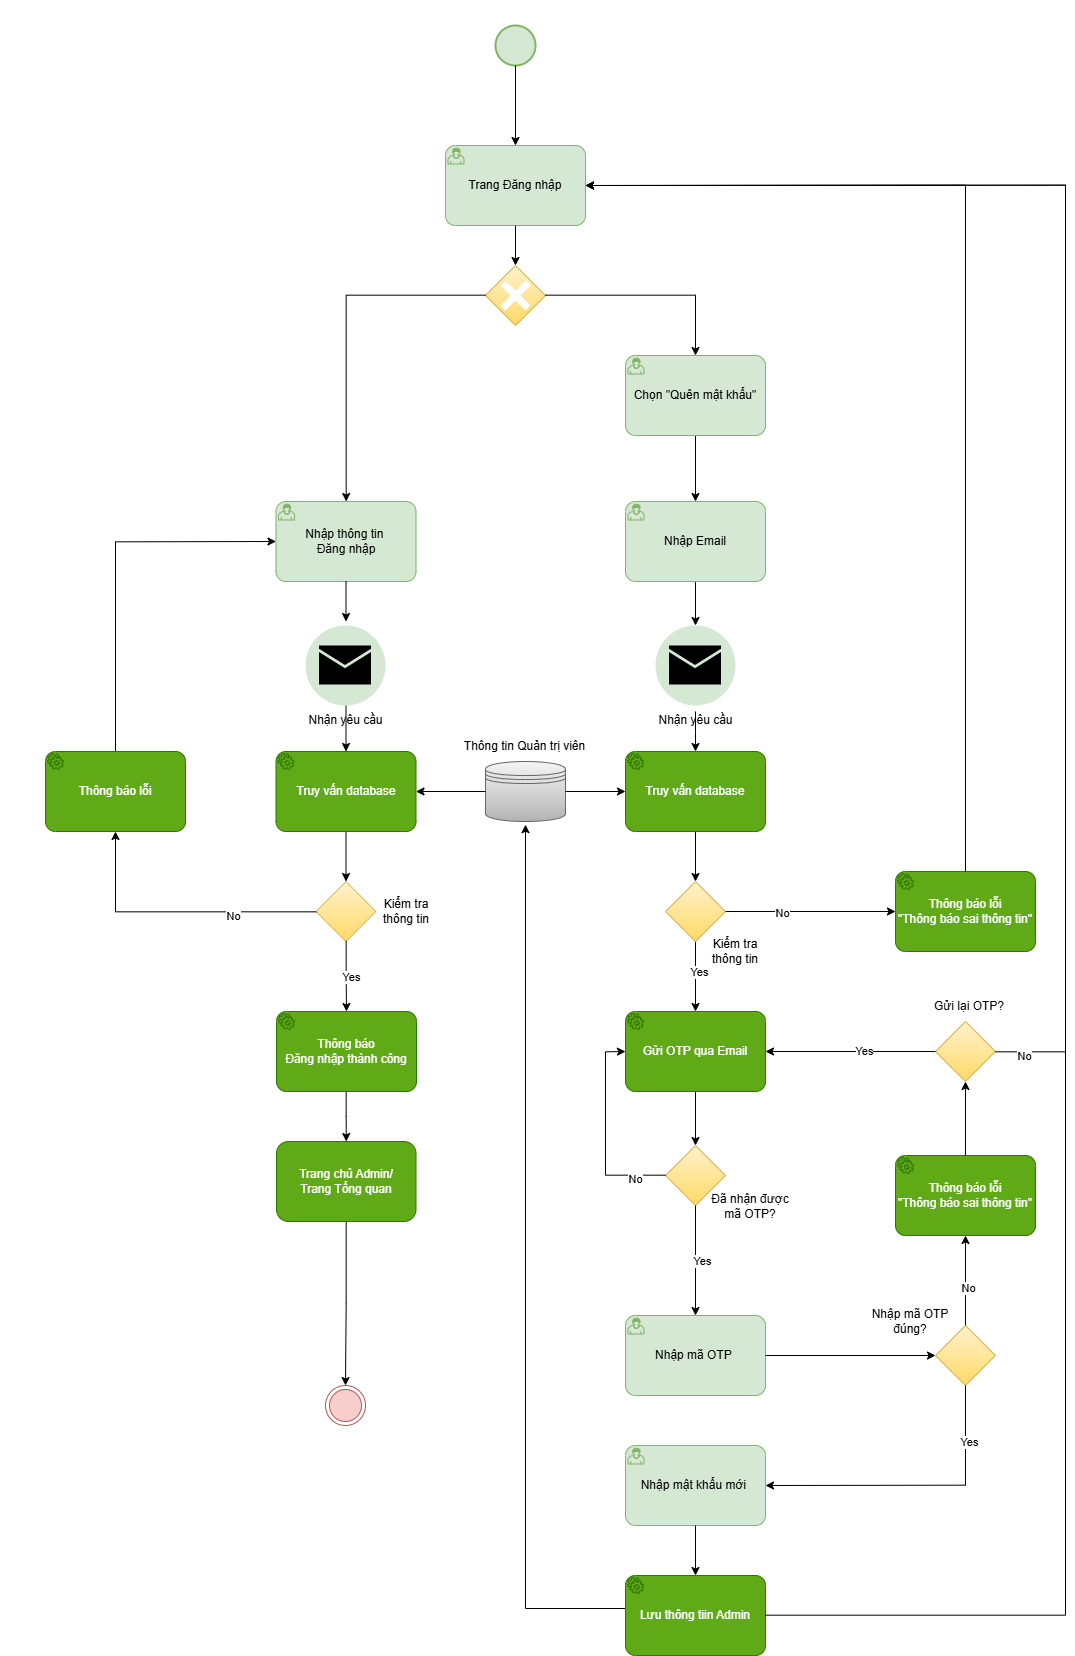 Trang Đăng nhập
Chọn "Quên mật khẩu"
Nhập thông tin
Đăng nhập
Nhập Email
Nhận yêu cầu
Nhận yêu cầu
Thông tin Quản trị viên
Thông báo lỗi
Truy vấn database
Truy vấn database
Kiểm tra
thông tin
No
No
Thông báo lỗi
"Thông báo sai thông tin"
Kiểm tra
thông tin
Yes
Yes
Gửi lại OTP?
Thông báo
Đăng nhập thành công
Gửi OTP qua Email
Yes
No
Trang chủ Admin/
Trang Tổng quan
No
Đã nhận được
mã OTP?
Thông báo lỗi
"Thông báo sai thông tin"
Yes
No
Nhập mã OTP
đúng?
Nhập mã OTP
Yes
Nhập mật khẩu mới
Lưu thông tiin Admin